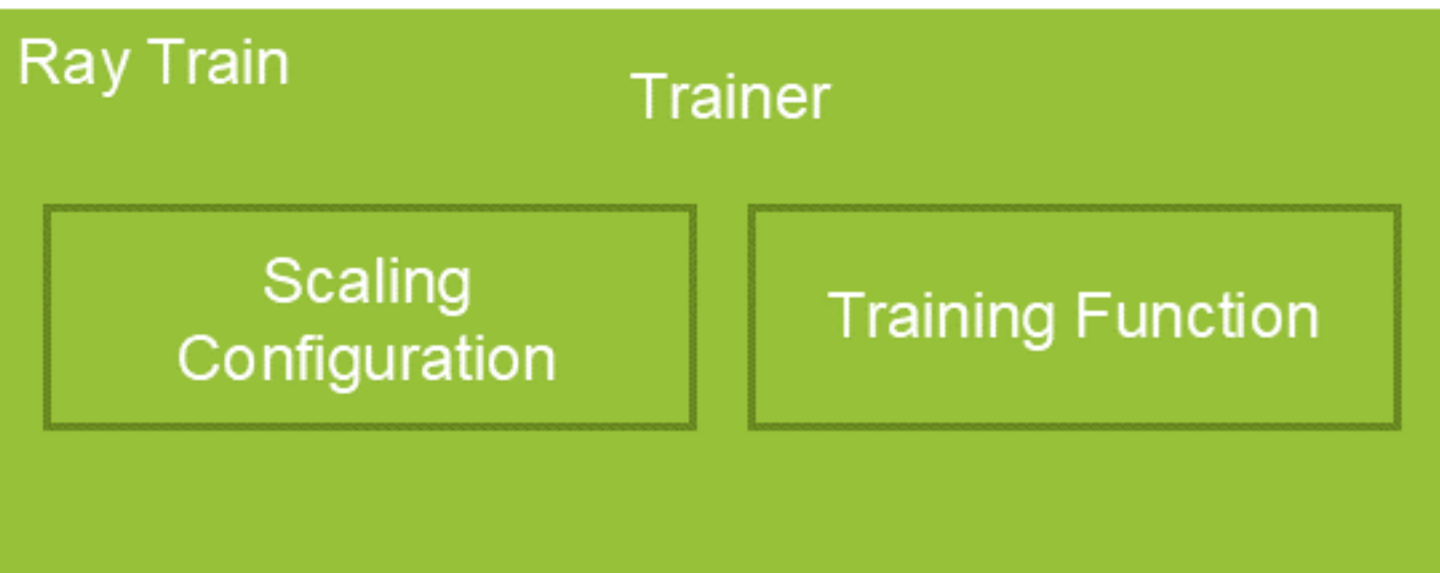 Ray Train
Trainer
Scaling
Configuration
Training Function